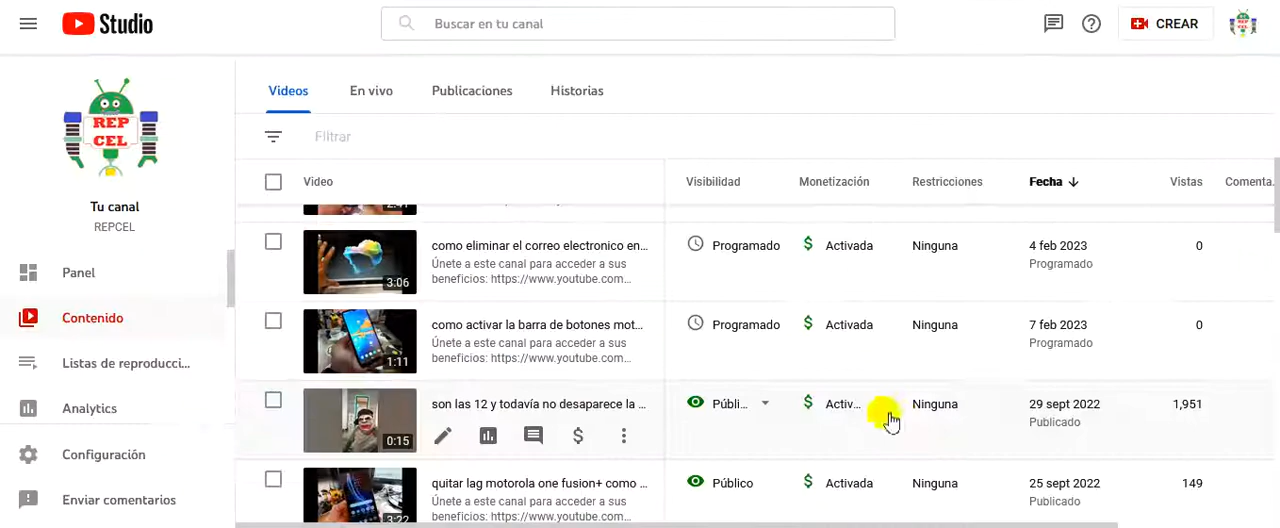 Studio
Buscar en tu canal
CREAR
REP
CEL
Tu canal
REPCEL
Panel
Contenido
Listas de reproducci...
Analytics
Configuración
Enviar comentarios
Videos En vivo Publicaciones Historias
Filtrar
Video Visibilidad Monetización Restricciones Fecha Vistas Comenta.
como eliminar el correo electronico en... Programado Activada Ninguna 4 feb 2023 0
Únete a este canal para acceder a sus Programado
beneficios: https://www.youtube.com...
3:06
como activar la barra de botones mot... Programado Activada Ninguna 7 feb 2023 0
Únete a este canal para acceder a sus Programado
beneficios: https://www.youtube.com...
1:11
son las 12 y todavía no desaparece la ... Públi... Activ... Ninguna 29 sept 2022 1,951
Publicado
0:15
quitar lag motorola one fusion+ como ... Público Activada Ninguna 25 sept 2022 149
Únete a este canal para acceder a sus Publicado
beneficios: https://www.youtube.com...
3:22